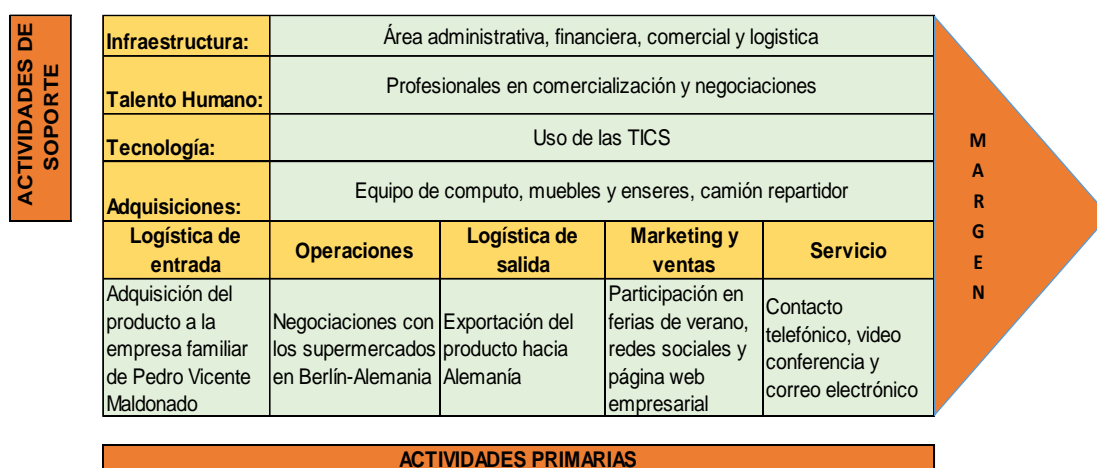 ACTIVIDADES DE
SOPORTE
Infraestructura:
Área administrativa, financiera, comercial y logistica
Talento Humano:
Profesionales en comercialización y negociaciones
Tecnología:
Uso de las TICS
Adquisiciones:
Equipo de computo, muebles y enseres, camión repartidor
Logística de
entrada
Operaciones
Logística de
salida
Marketing y
ventas
Servicio
Adquisición del
producto a la
empresa familiar
de Pedro Vicente
Maldonado
Negociaciones con
los supermercados
en Berlín-Alemania
Exportación del
producto hacia
Alemanía
Participación en
ferias de verano,
redes sociales y
página web
empresarial
Contacto
telefónico, video
conferencia y
correo electrónico
M
A
R
G
E
N
ACTIVIDADES PRIMARIAS